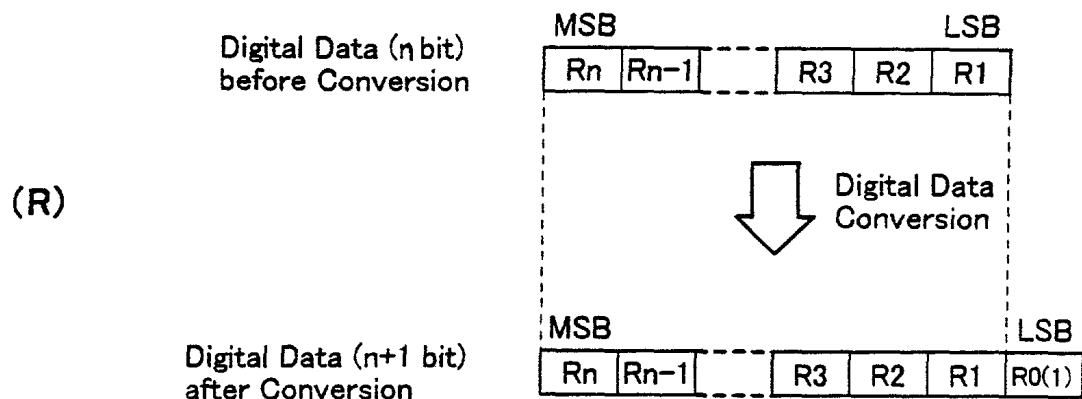 MSB LSB
Digital Data (n bit)
before Conversion
Rn Rn-1 R3 R2 R1
(R)
Digital Data
Conversion
MSB LSB
Digital Data (n+1 bit)
after Conversion
Rn Rn-1 R3 R2 R1 R0(1)